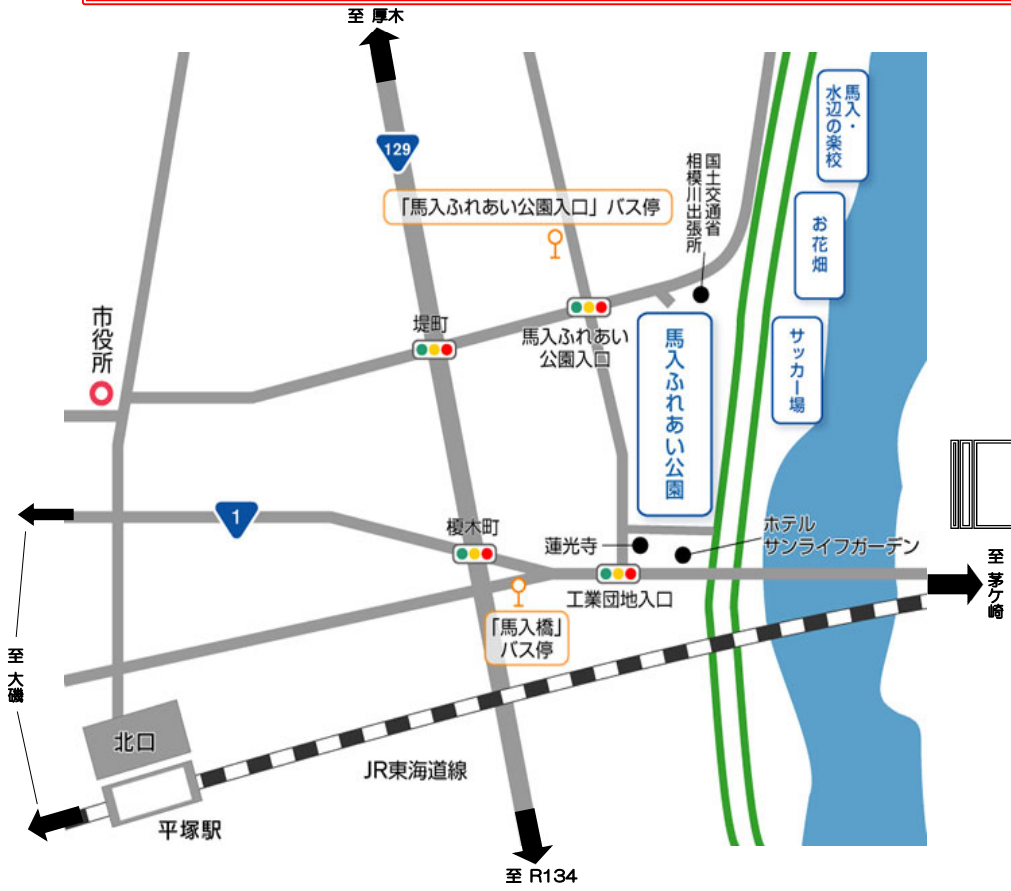 至 厚木
129
「馬入ふれあい公園入口」バス停
国土交通省
相模川出張所
馬入・
水辺の楽校
お花畑
サッカー場
市役所
堤町
馬入ふれあい
公園入口
馬入ふれあい公園
1
榎木町
蓮光寺
ホテル
サンライフガーデン
工業団地入口
至 茅ケ崎
「馬入橋」
バス停
至 大磯
北口
JR東海道線
平塚駅
至 R134